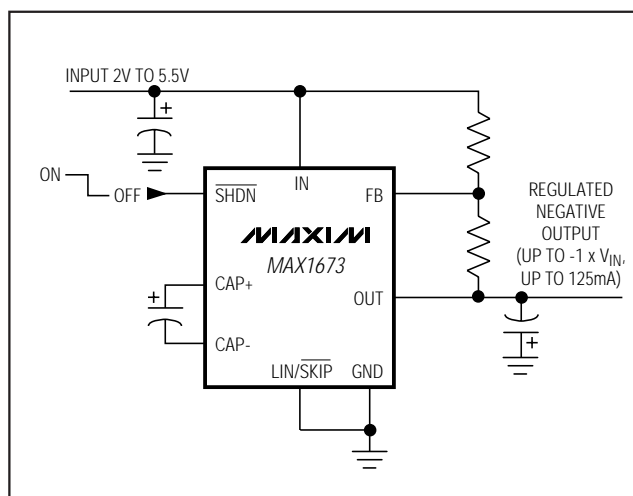 INPUT 2V TO 5.5V
+
ON
OFF
SHDN
IN
FB
MAXIM
MAX1673
REGULATED
NEGATIVE
OUTPUT
(UP TO -1 x VIN,
UP TO 125mA)
+
CAP+
CAP-
OUT
+
LIN/SKIP
GND